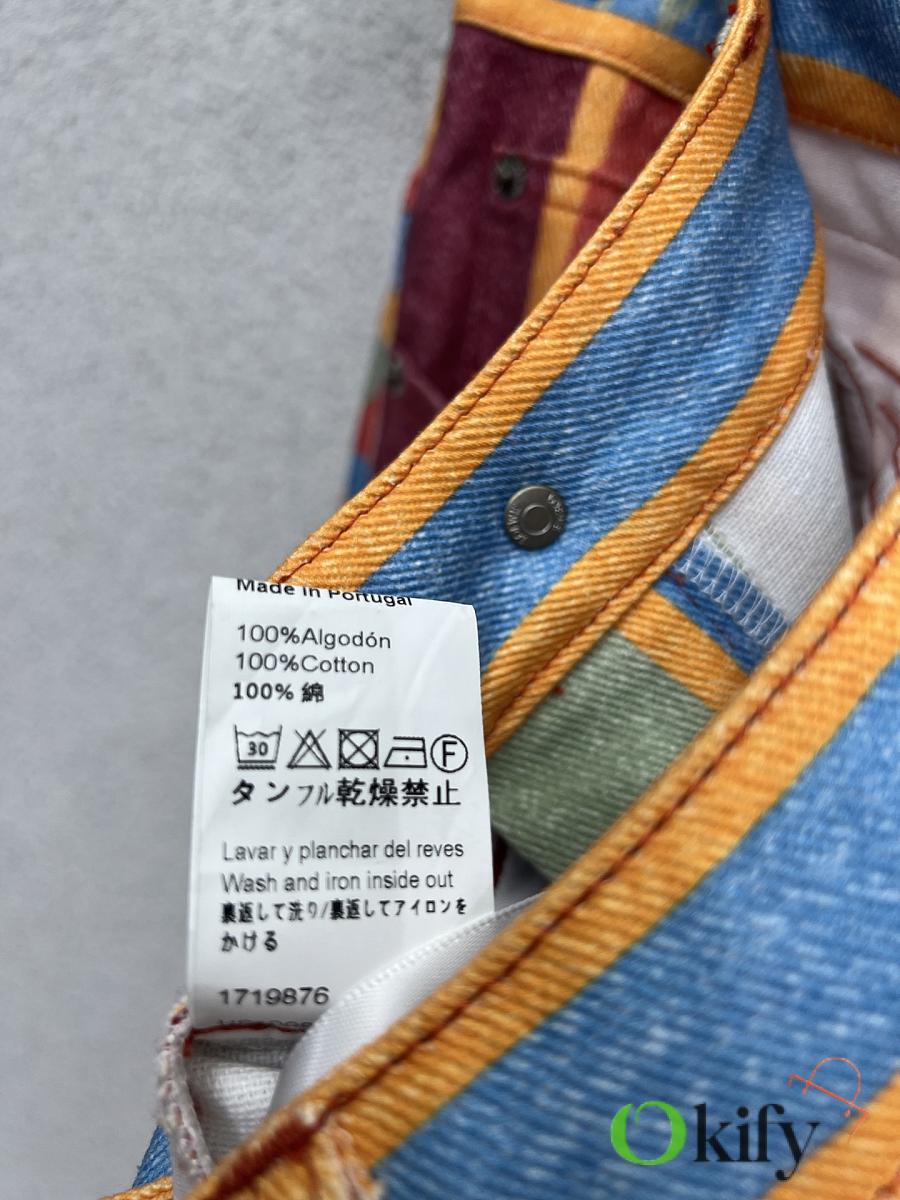 Made in Portugal
100%Algodón
100%Cotton
100% 綿
30
F
タンブル乾燥禁止
Lavar y planchar del reves
Wash and iron inside out
裏返して洗り/裏返してアイロンを
かける
1719876
Okify